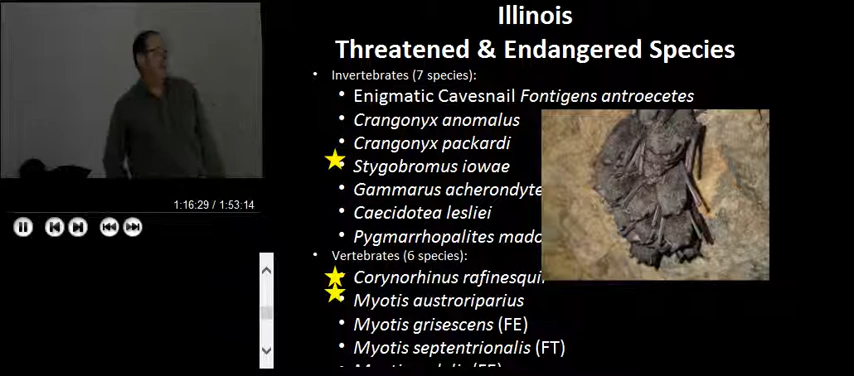 Illinois
Threatened & Endangered Species
• Invertebrates (7 species):
• Enigmatic Cavesnail Fontigens antroecetes
• Crangonyx anomalus
• Crangonyx packardi
• Stygobromus iowae
• Gammarus acherondyte
• Caecidotea lesliei
• Pygmarrhopalites madc
• Vertebrates (6 species):
• Corynorhinus rafinesqui
• Myotis austroriparius
• Myotis grisescens (FE)
• Myotis septentrionalis (FT)
1:16:29 / 1:53:14